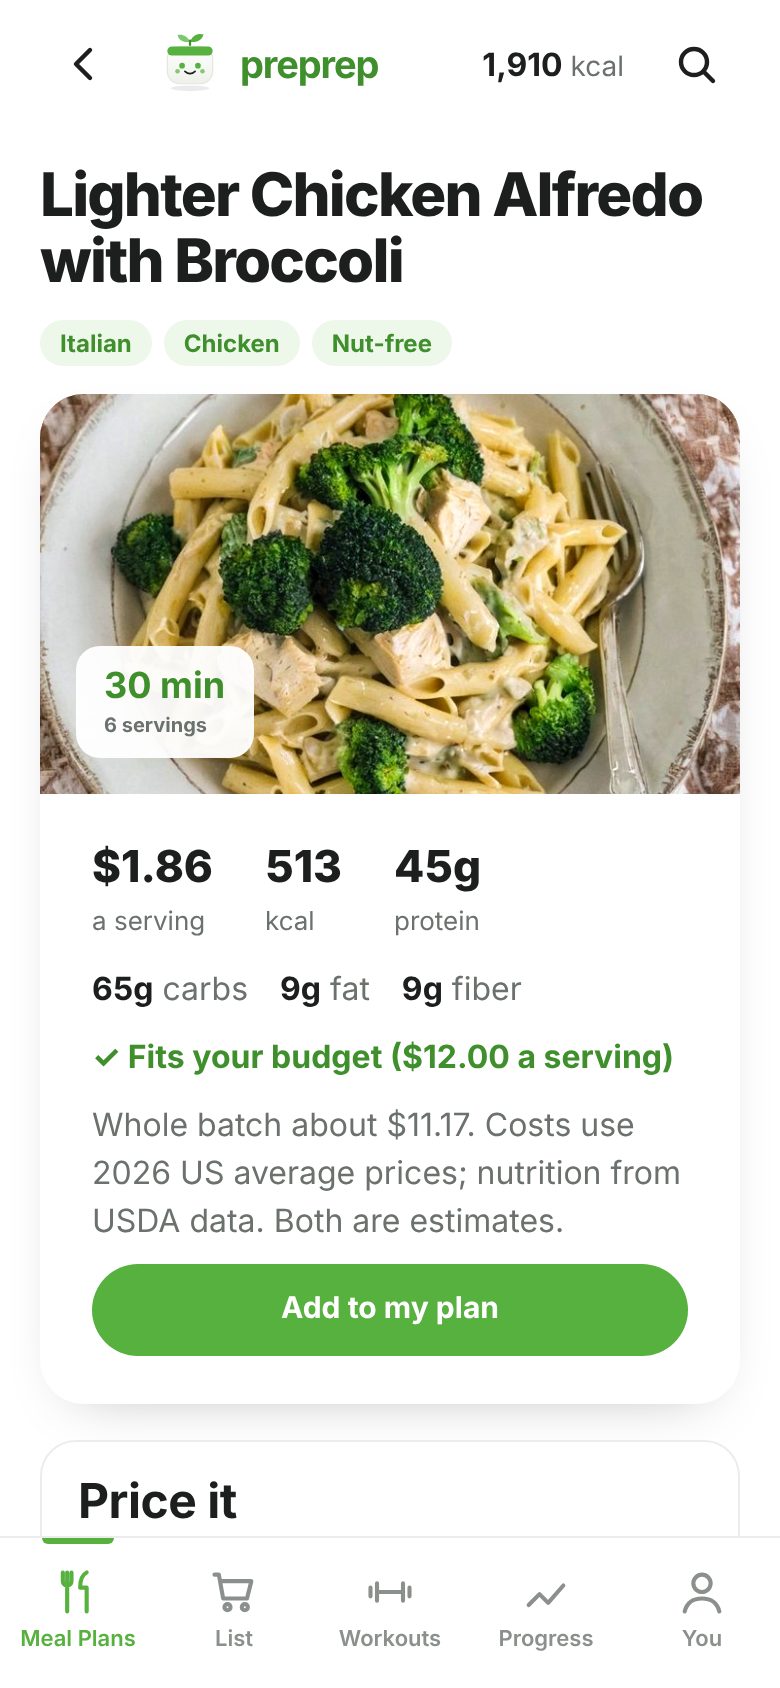 preprep
1,910 kcal
Lighter Chicken Alfredo
with Broccoli
Italian
Chicken
Nut-free
30 min
6 servings
$1.86
a serving
513
kcal
45g
protein
65g carbs
9g fat
9g fiber
✓ Fits your budget ($12.00 a serving)
Whole batch about $11.17. Costs use
2026 US average prices; nutrition from
USDA data. Both are estimates.
Add to my plan
Price it
Meal Plans
List
Workouts
Progress
You